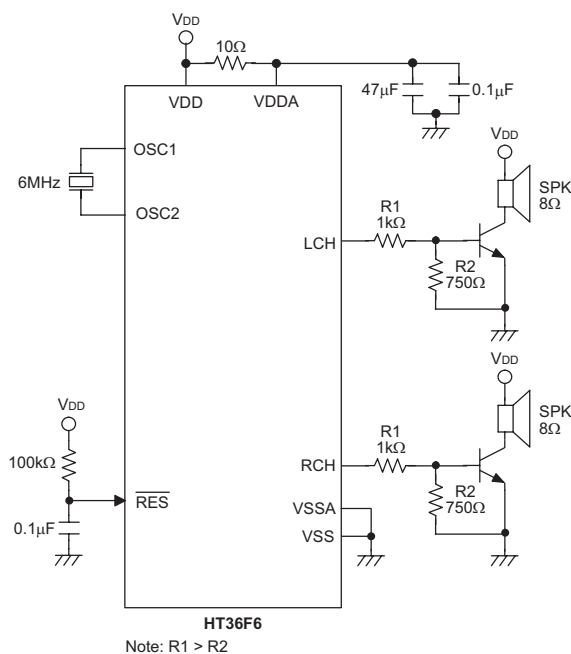 VDD
10Ω
VDD
VDDA
47µF
0.1µF
OSC1
6MHz
OSC2
VDD
SPK
8Ω
R1
1kΩ
LCH
R2
750Ω
VDD
SPK
8Ω
VDD
R1
1kΩ
100kΩ
RCH
R2
750Ω
RES
VSSA
0.1µF
VSS
HT36F6
Note: R1 > R2